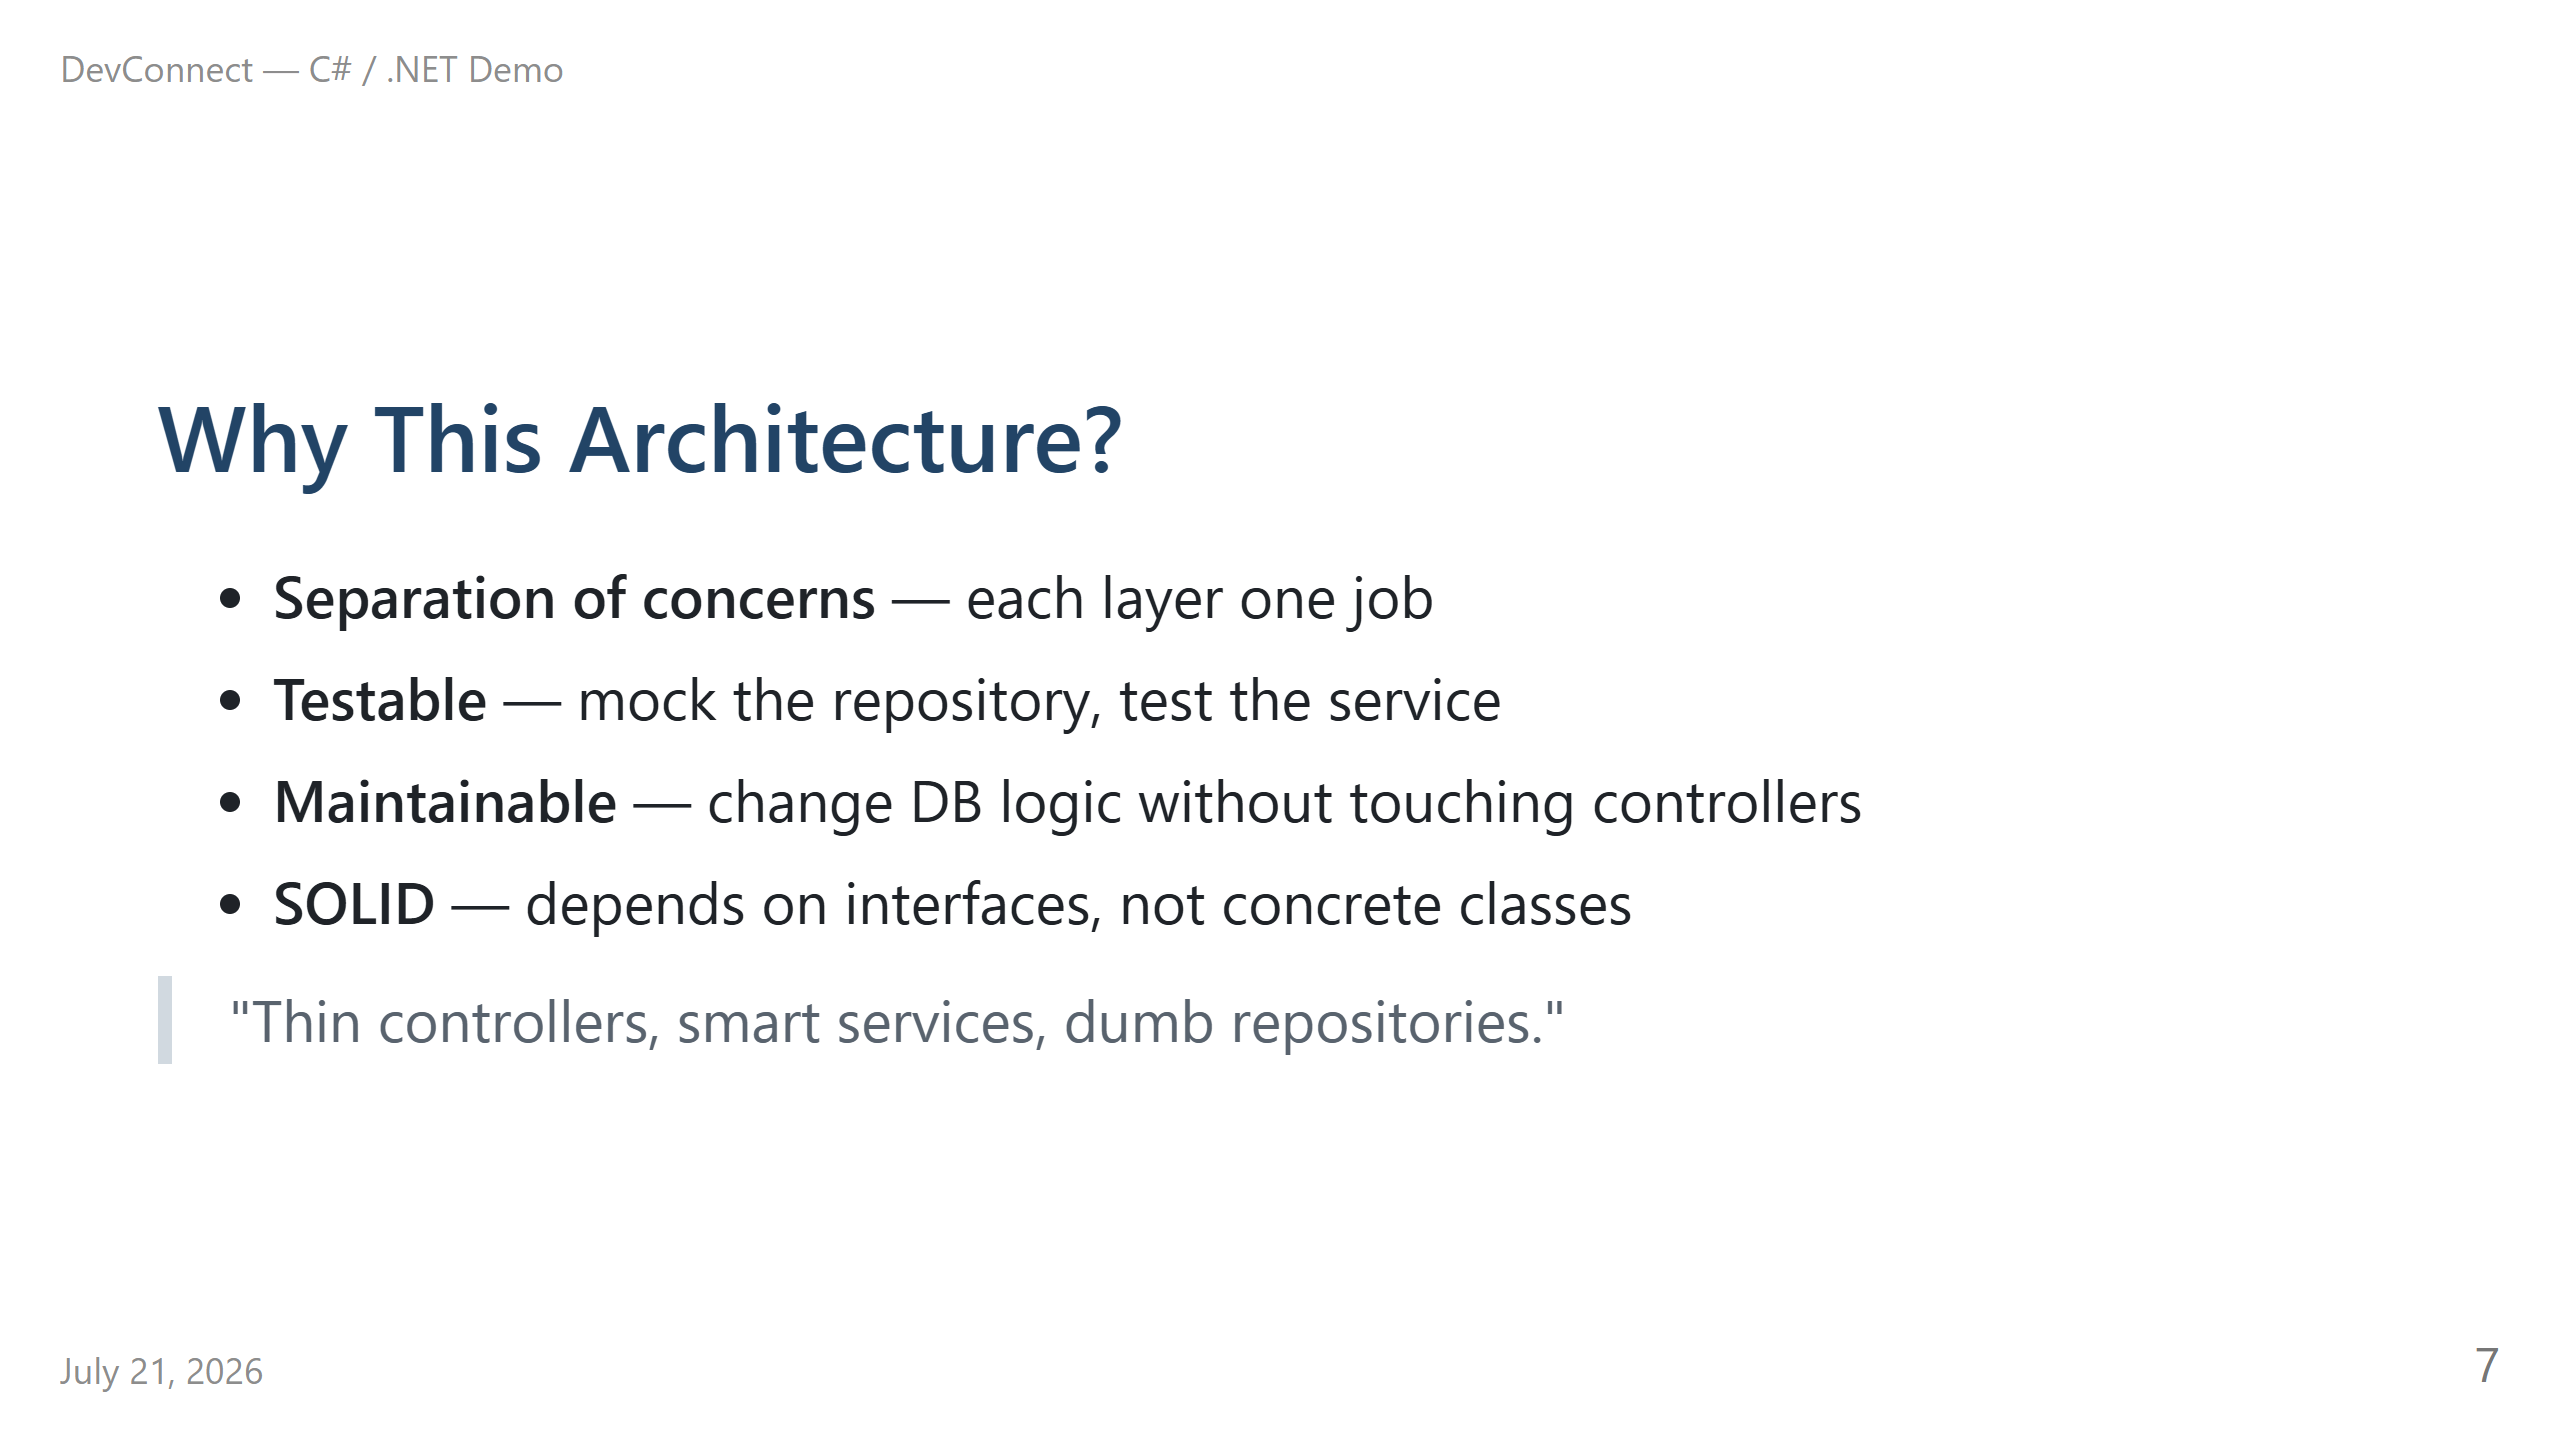 DevConnect — C# / .NET Demo
Why This Architecture?
• Separation of concerns — each layer one job
• Testable — mock the repository, test the service
• Maintainable — change DB logic without touching controllers
• SOLID — depends on interfaces, not concrete classes
"Thin controllers, smart services, dumb repositories."
July 21, 2026
7